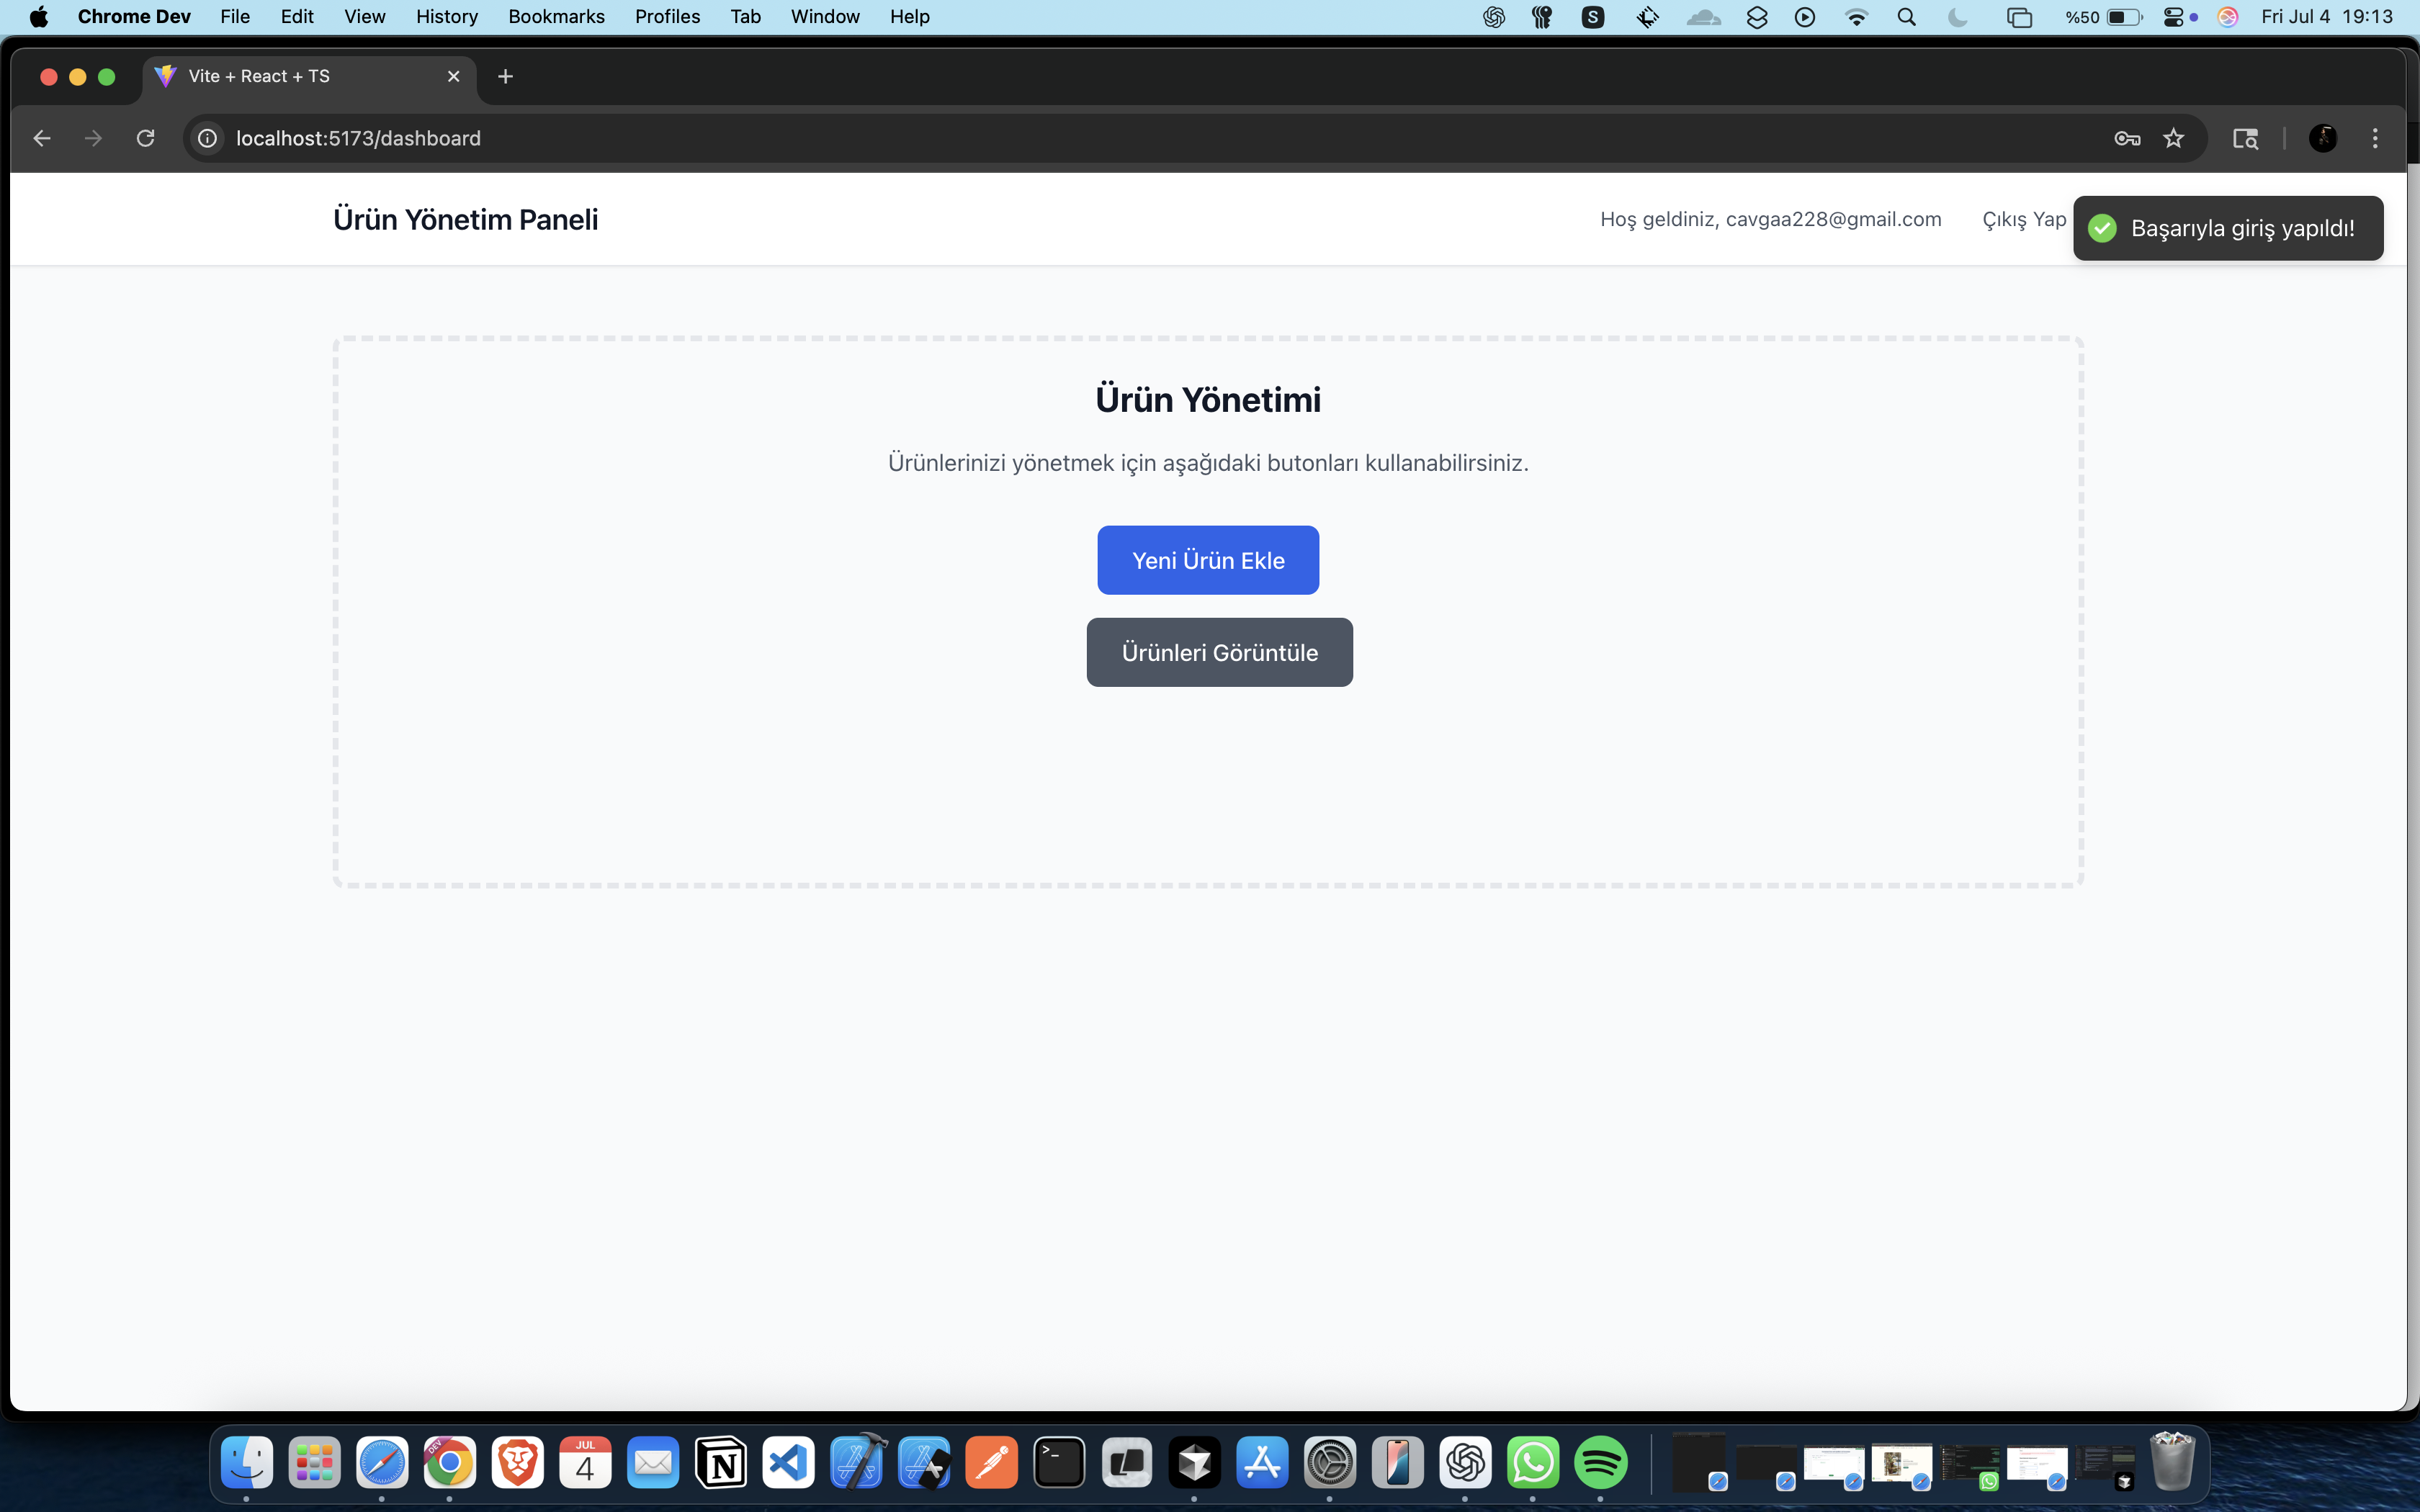 Chrome Dev File Edit View History Bookmarks Profiles Tab Window Help %50 Fri Jul 4 19:13
Vite + React + TS
localhost:5173/dashboard
Ürün Yönetim Paneli Hoş geldiniz, cavgaa228@gmail.com Çıkış Yap Başarıyla giriş yapıldı!
Ürün Yönetimi
Ürünlerinizi yönetmek için aşağıdaki butonları kullanabilirsiniz.
Yeni Ürün Ekle
Ürünleri Görüntüle
DEV
JUL
4